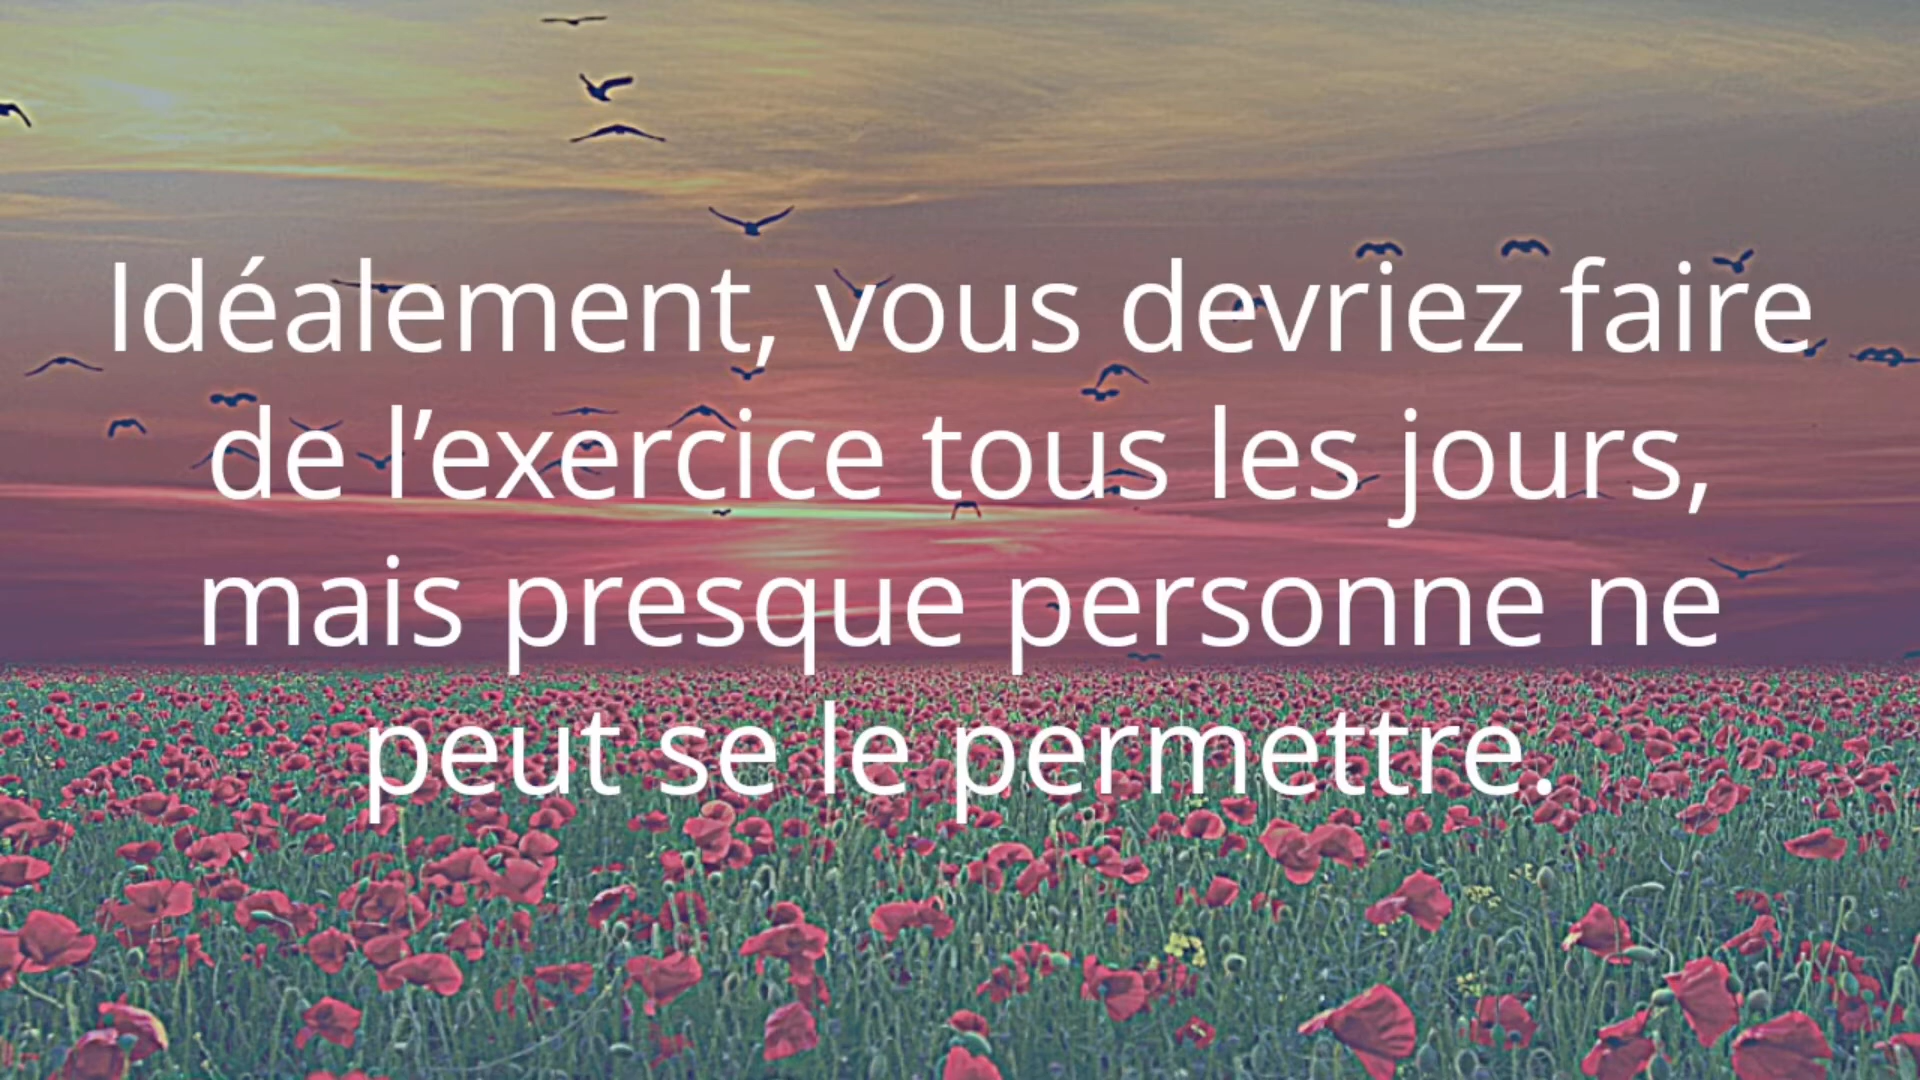 Idéalement, vous devriez faire
de l’exercice tous les jours,
mais presque personne ne
peut se le permettre.